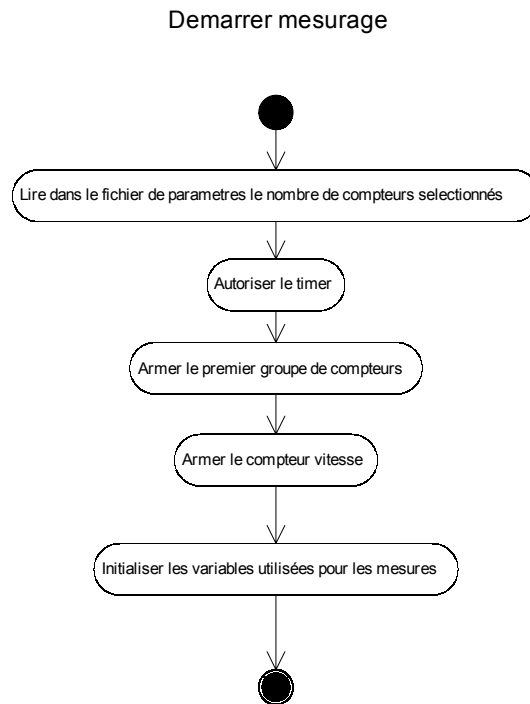 Demarrer mesurage
Lire dans le fichier de parametres le nombre de compteurs selectionnés
Autoriser le timer
Armer le premier groupe de compteurs
Armer le compteur vitesse
Initialiser les variables utilisées pour les mesures